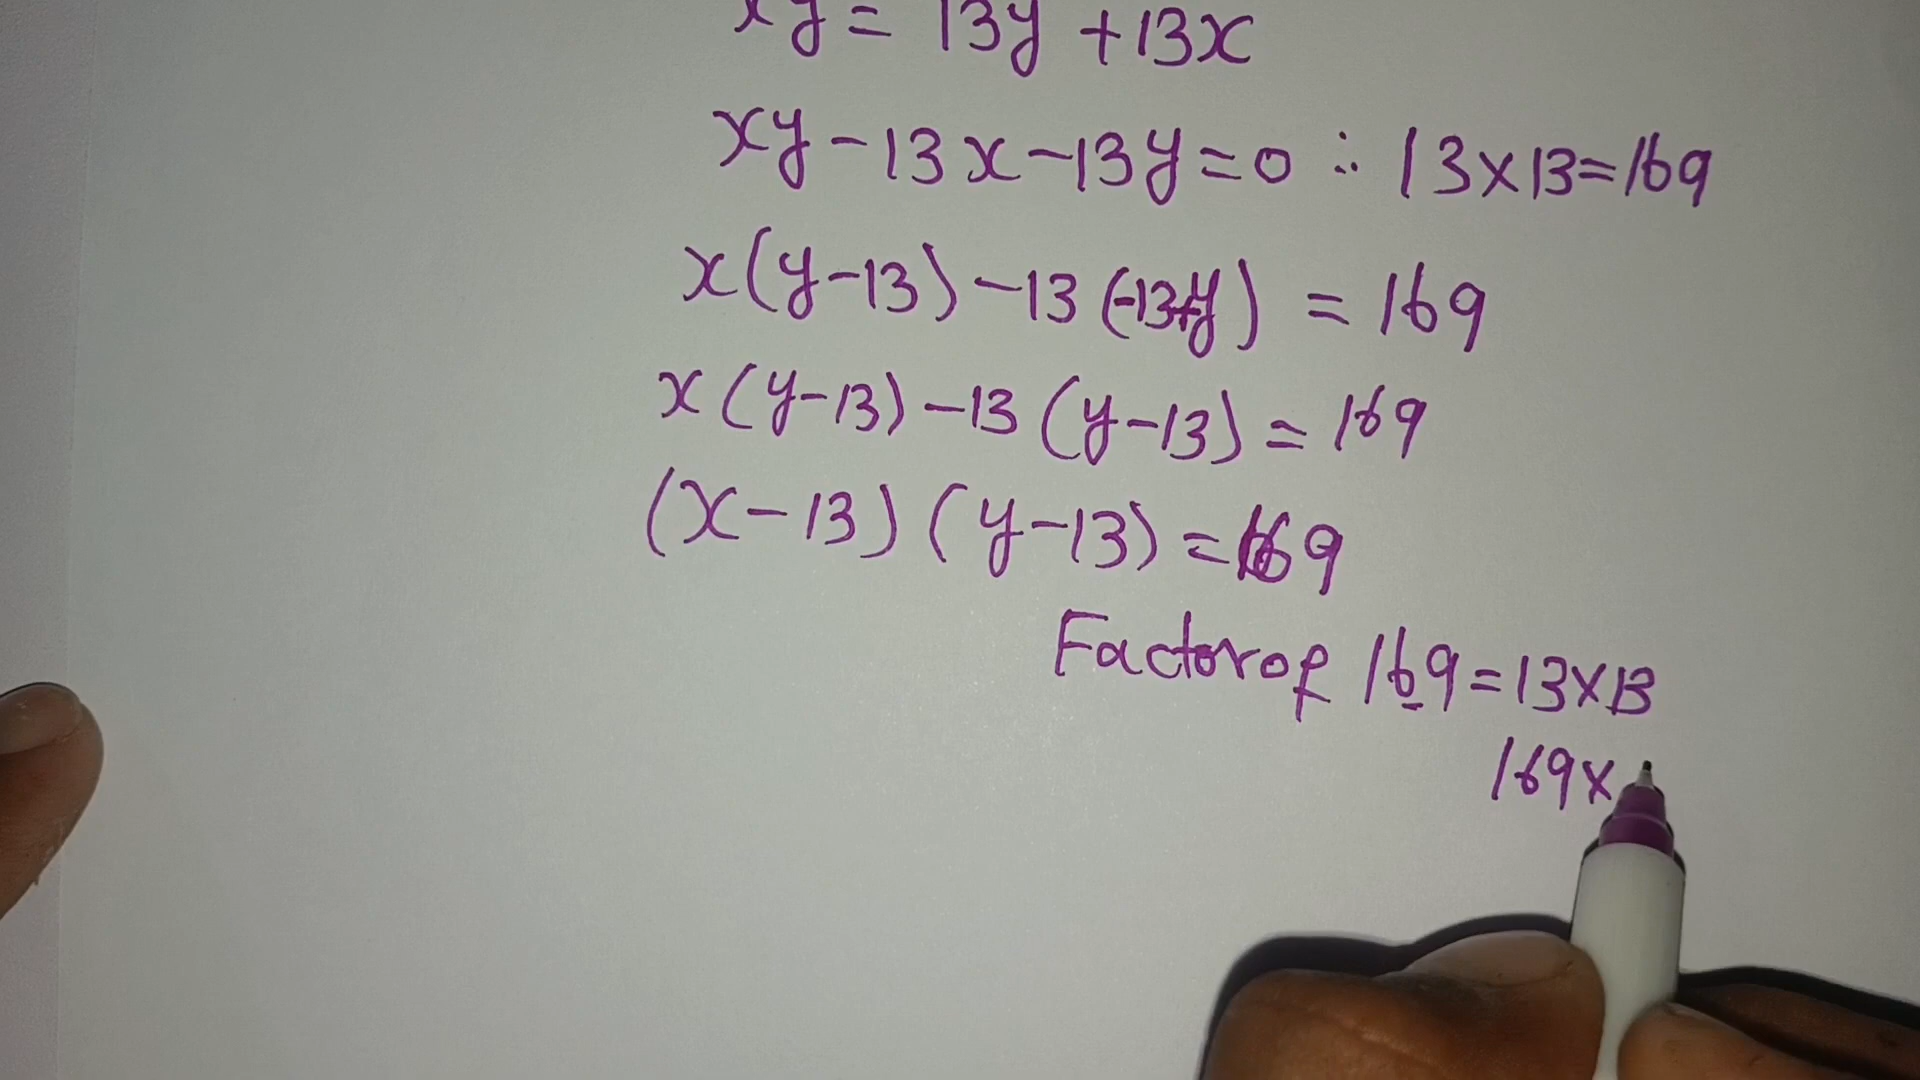 xy = 13y + 13x
xy - 13x - 13y = 0 ∴ 13 × 13 = 169
x(y - 13) - 13(-13+y) = 169
x(y - 13) - 13(y - 13) = 169
(x - 13)(y - 13) = 169
Factor of 169 = 13 × 13
169 ×